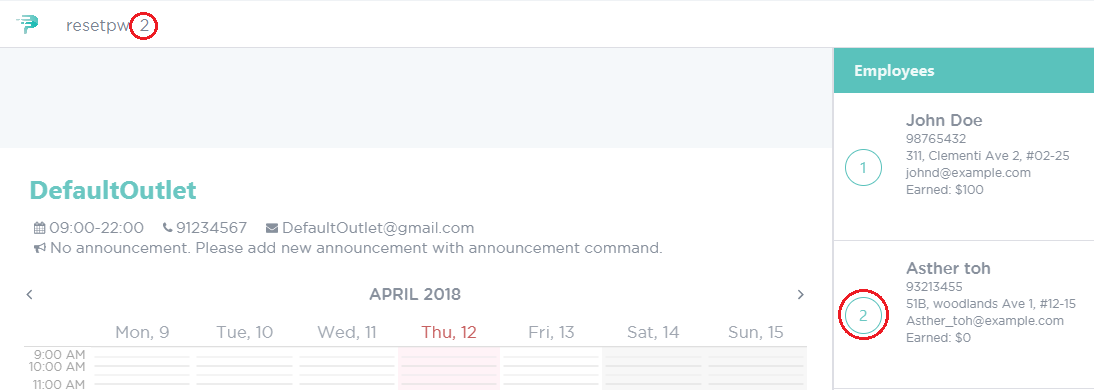 resetpw 2
Employees
John Doe
98765432
311, Clementi Ave 2, #02-25
johnd@example.com
Earned: $100
1
DefaultOutlet
09:00-22:00 91234567 DefaultOutlet@gmail.com
No announcement. Please add new announcement with announcement command.
Asther toh
93213455
51B, woodlands Ave 1, #12-15
Asther_toh@example.com
Earned: $0
2
< APRIL 2018 >
Mon, 9 Tue, 10 Wed, 11 Thu, 12 Fri, 13 Sat, 14 Sun, 15
9:00 AM
10:00 AM
11:00 AM